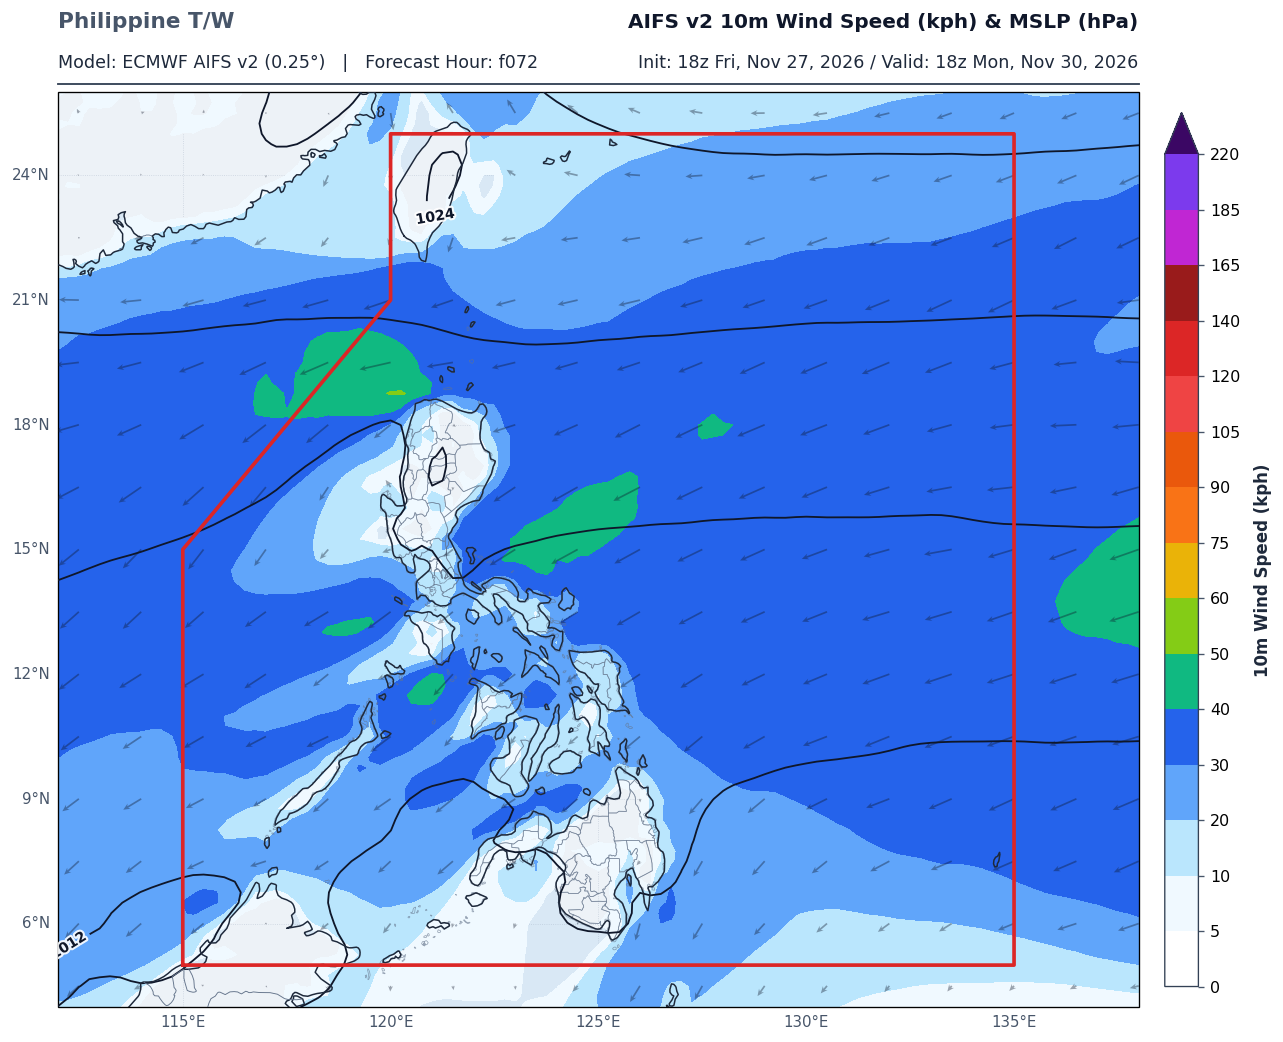 Philippine T/W
AIFS v2 10m Wind Speed (kph) & MSLP (hPa)
Model: ECMWF AIFS v2 (0.25°) | Forecast Hour: f072
Init: 18z Fri, Nov 27, 2026 / Valid: 18z Mon, Nov 30, 2026
24°N
21°N
18°N
15°N
12°N
9°N
6°N
1024
1012
115°E
120°E
125°E
130°E
135°E
220
185
165
140
120
105
90
75
60
50
40
30
20
10
5
0
10m Wind Speed (kph)